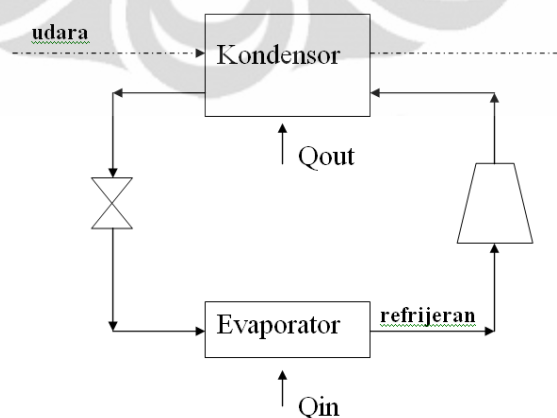 udara
Kondensor
Qout
Evaporator
refrijeran
Qin